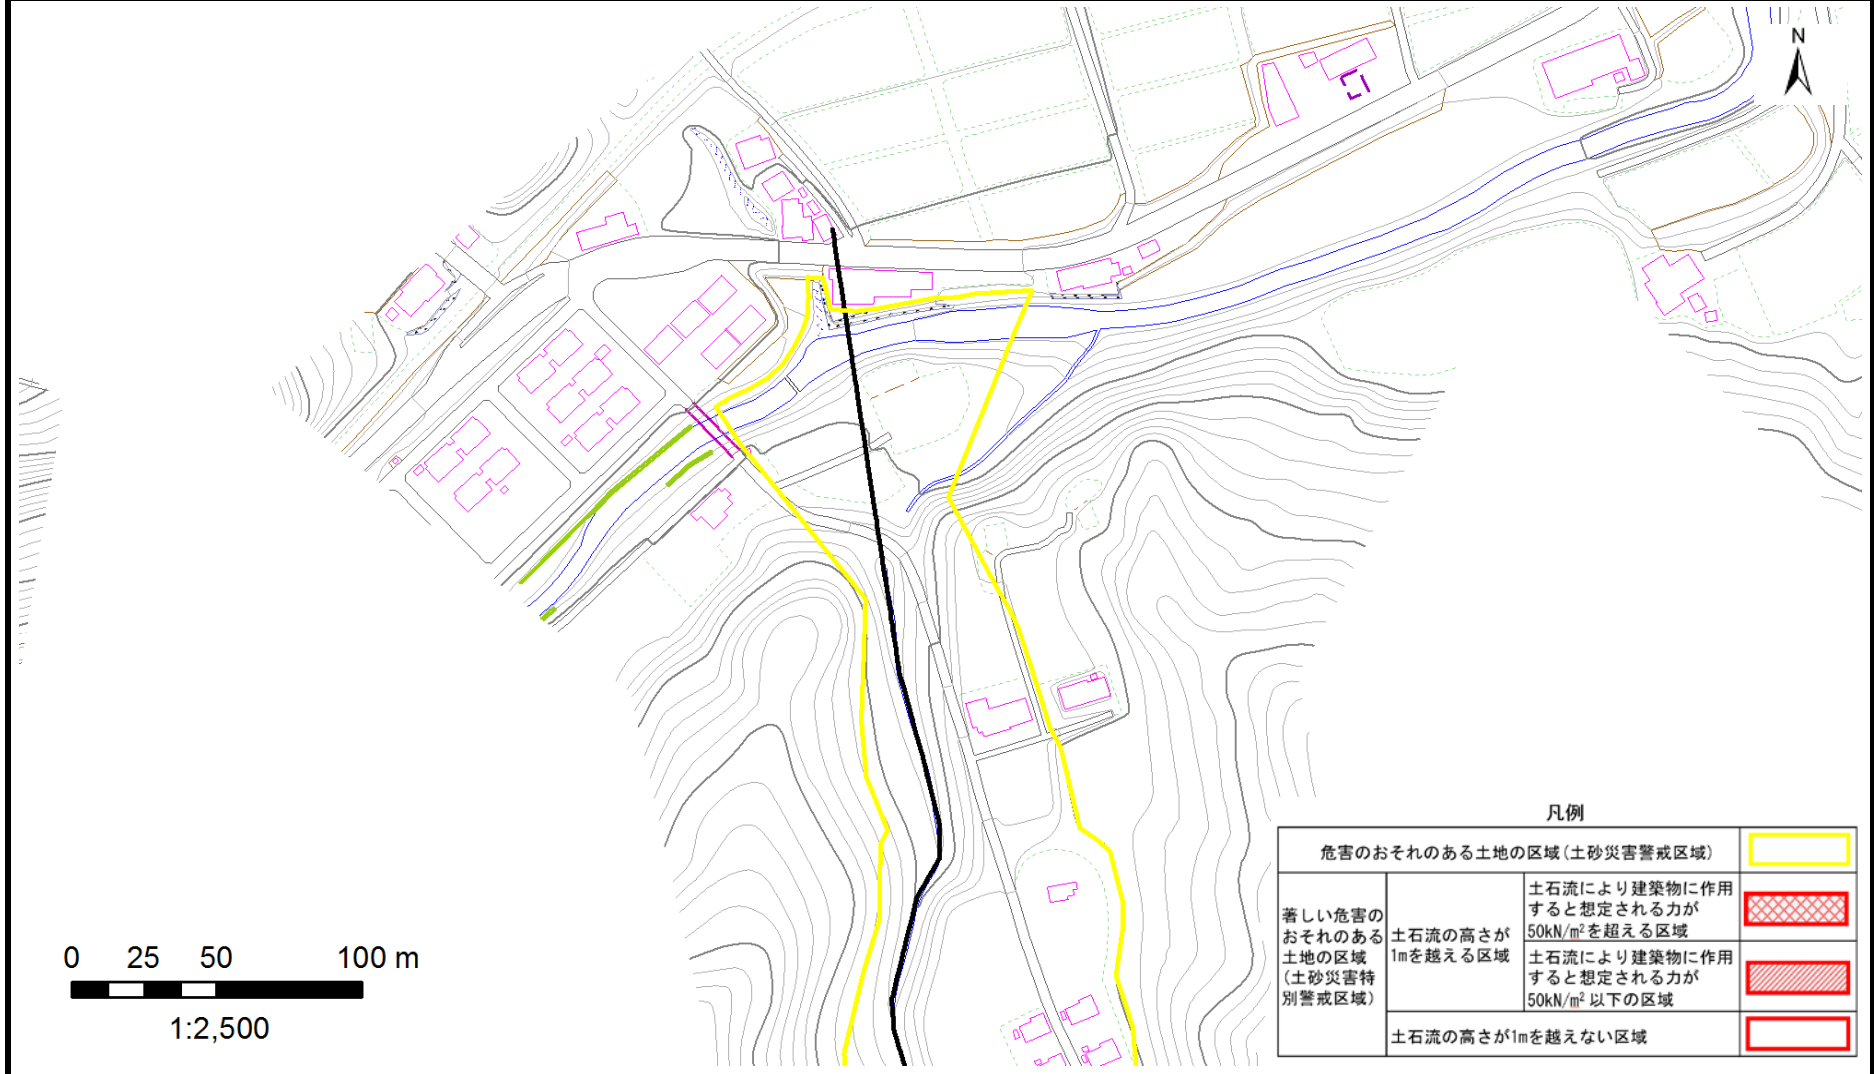 N
凡例
危害のおそれのある土地の区域(土砂災害警戒区域)
著しい危害の
おそれのある
土地の区域
(土砂災害特
別警戒区域)
土石流の高さが
1mを越える区域
土石流により建築物に作用
すると想定される力が
50kN/m²を超える区域
土石流により建築物に作用
すると想定される力が
50kN/m²以下の区域
土石流の高さが1mを越えない区域
0 25 50 100 m
1:2,500